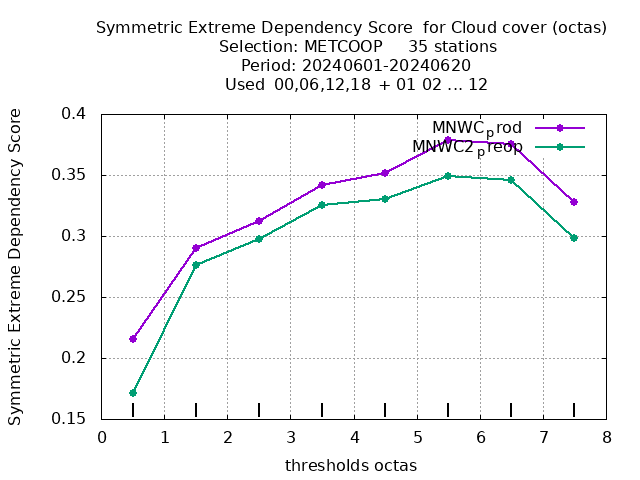 Symmetric Extreme Dependency Score for Cloud cover (octas)
Selection: METCOOP 35 stations
Period: 20240601-20240620
Used 00,06,12,18 + 01 02 ... 12
Symmetric Extreme Dependency Score
0.4
0.35
0.3
0.25
0.2
0.15
MNWCprod
MNWC2preop
0 1 2 3 4 5 6 7 8
thresholds octas